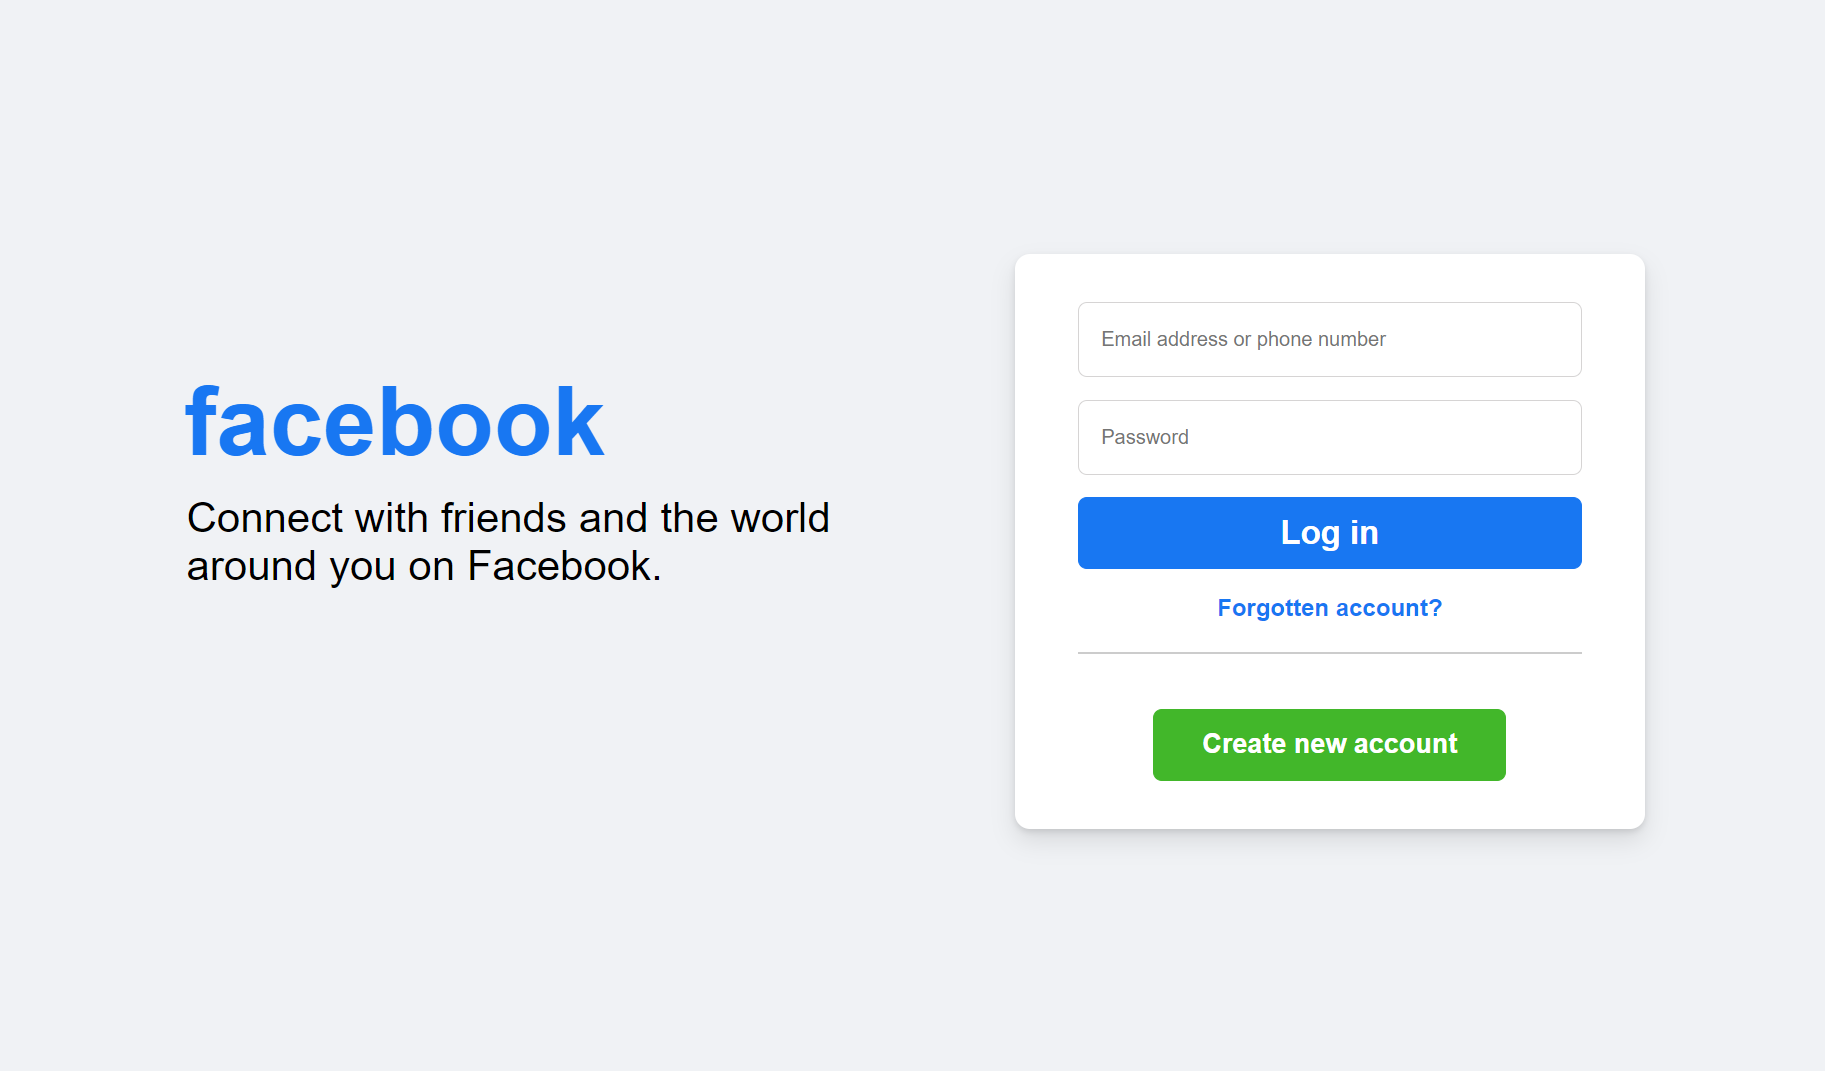 facebook
Connect with friends and the world
around you on Facebook.
Email address or phone number
Password
Log in
Forgotten account?
Create new account